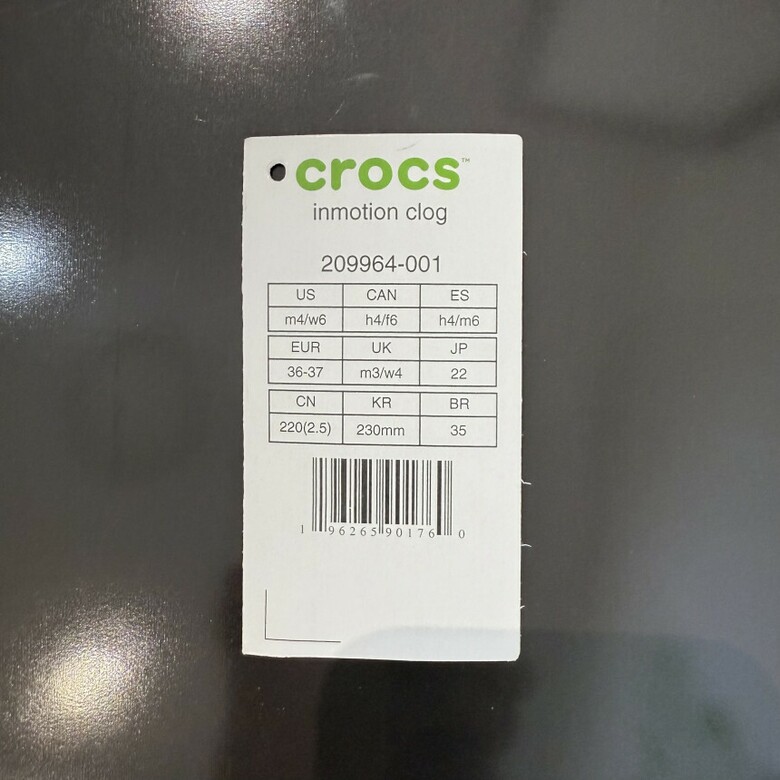 crocs™
inmotion clog
209964-001
US CAN ES
m4/w6 h4/f6 h4/m6
EUR UK JP
36-37 m3/w4 22
CN KR BR
220(2.5) 230mm 35
1 96265 90176 0